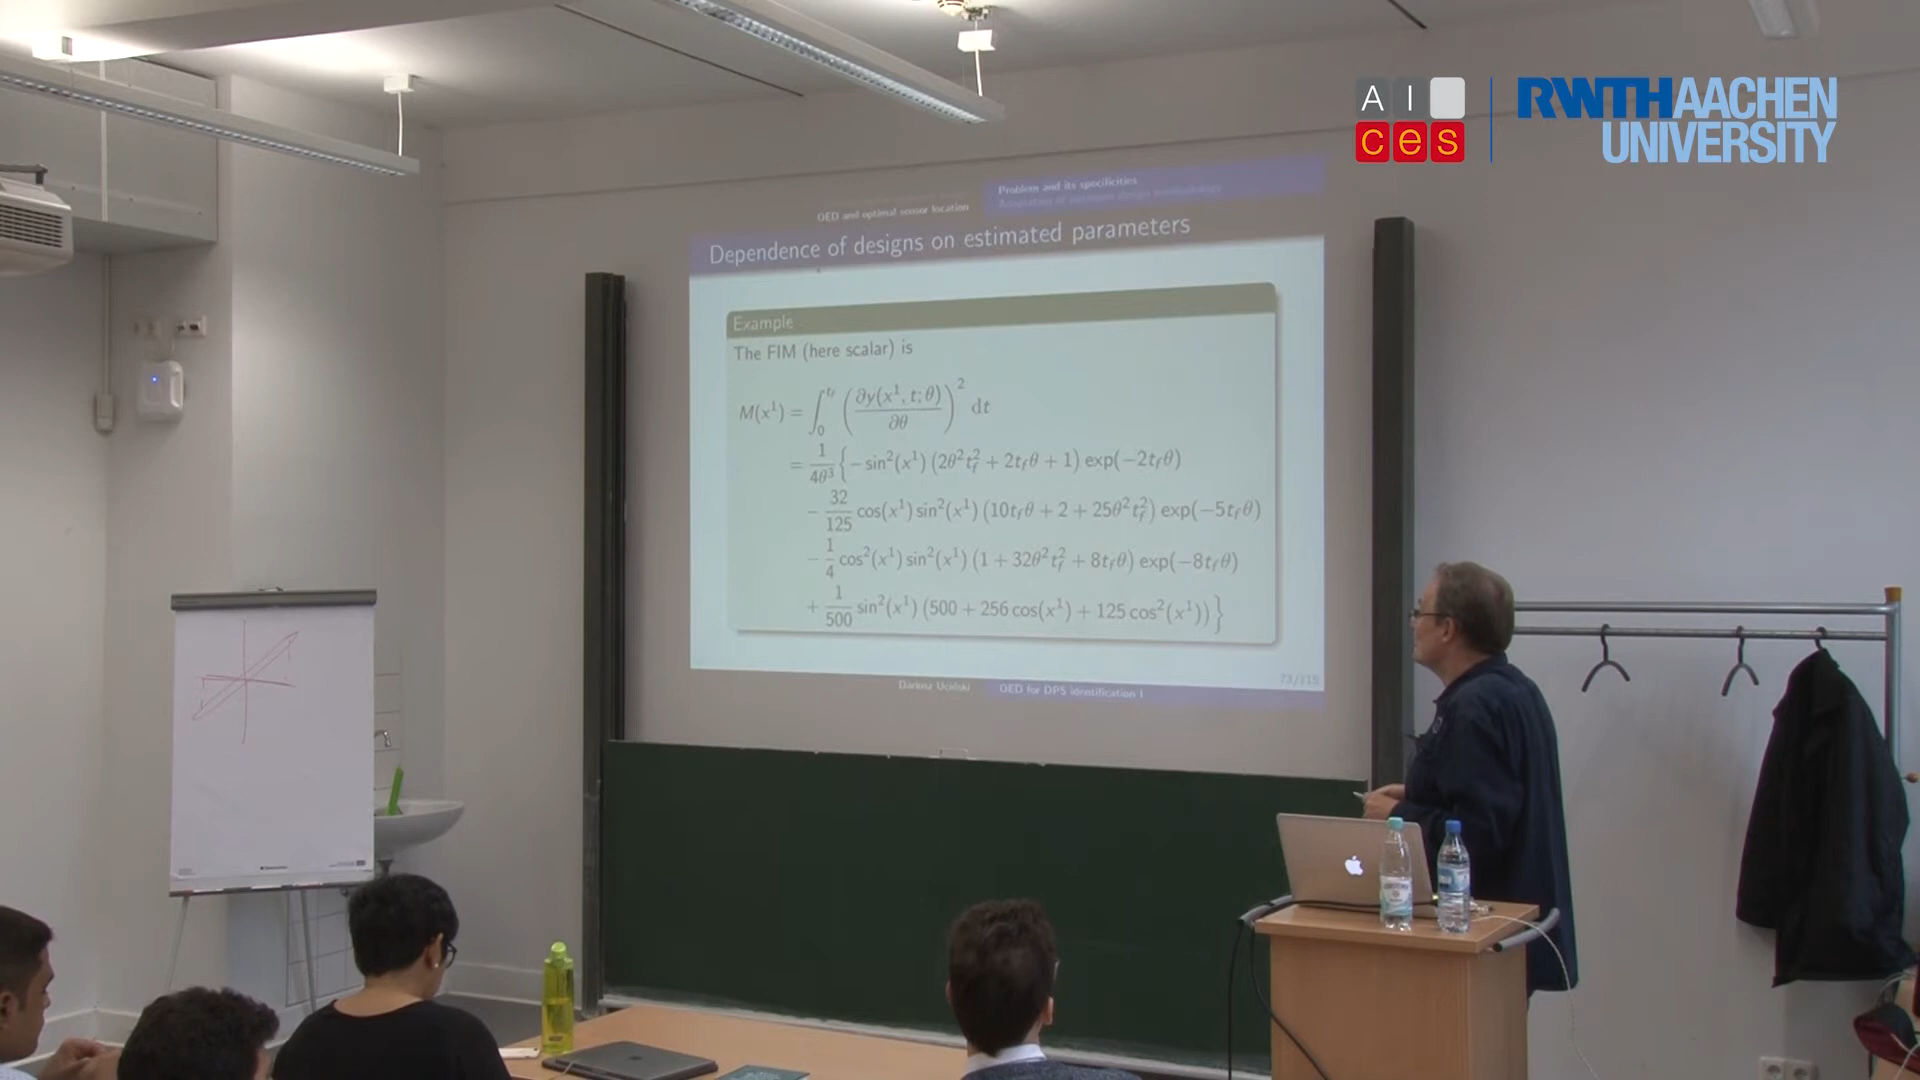 AI
ces
RWTH AACHEN
UNIVERSITY
OED and optimal sensor location
Problem and its specificities
Dependence of designs on estimated parameters
Example
The FIM (here scalar) is
M(x¹) = ∫₀^{t_f} (∂y(x¹, t; θ)/∂θ)² dt
= 1/(4θ³) { − sin²(x¹) (2θ²t_f² + 2t_fθ + 1) exp(−2t_fθ)
− 32/125 cos(x¹) sin²(x¹) (10t_fθ + 2 + 25θ²t_f²) exp(−5t_fθ)
− 1/4 cos²(x¹) sin²(x¹) (1 + 32θ²t_f² + 8t_fθ) exp(−8t_fθ)
+ 1/500 sin²(x¹) (500 + 256 cos(x¹) + 125 cos²(x¹)) }
73/115
Dariusz Uciński
OED for DPS identification I